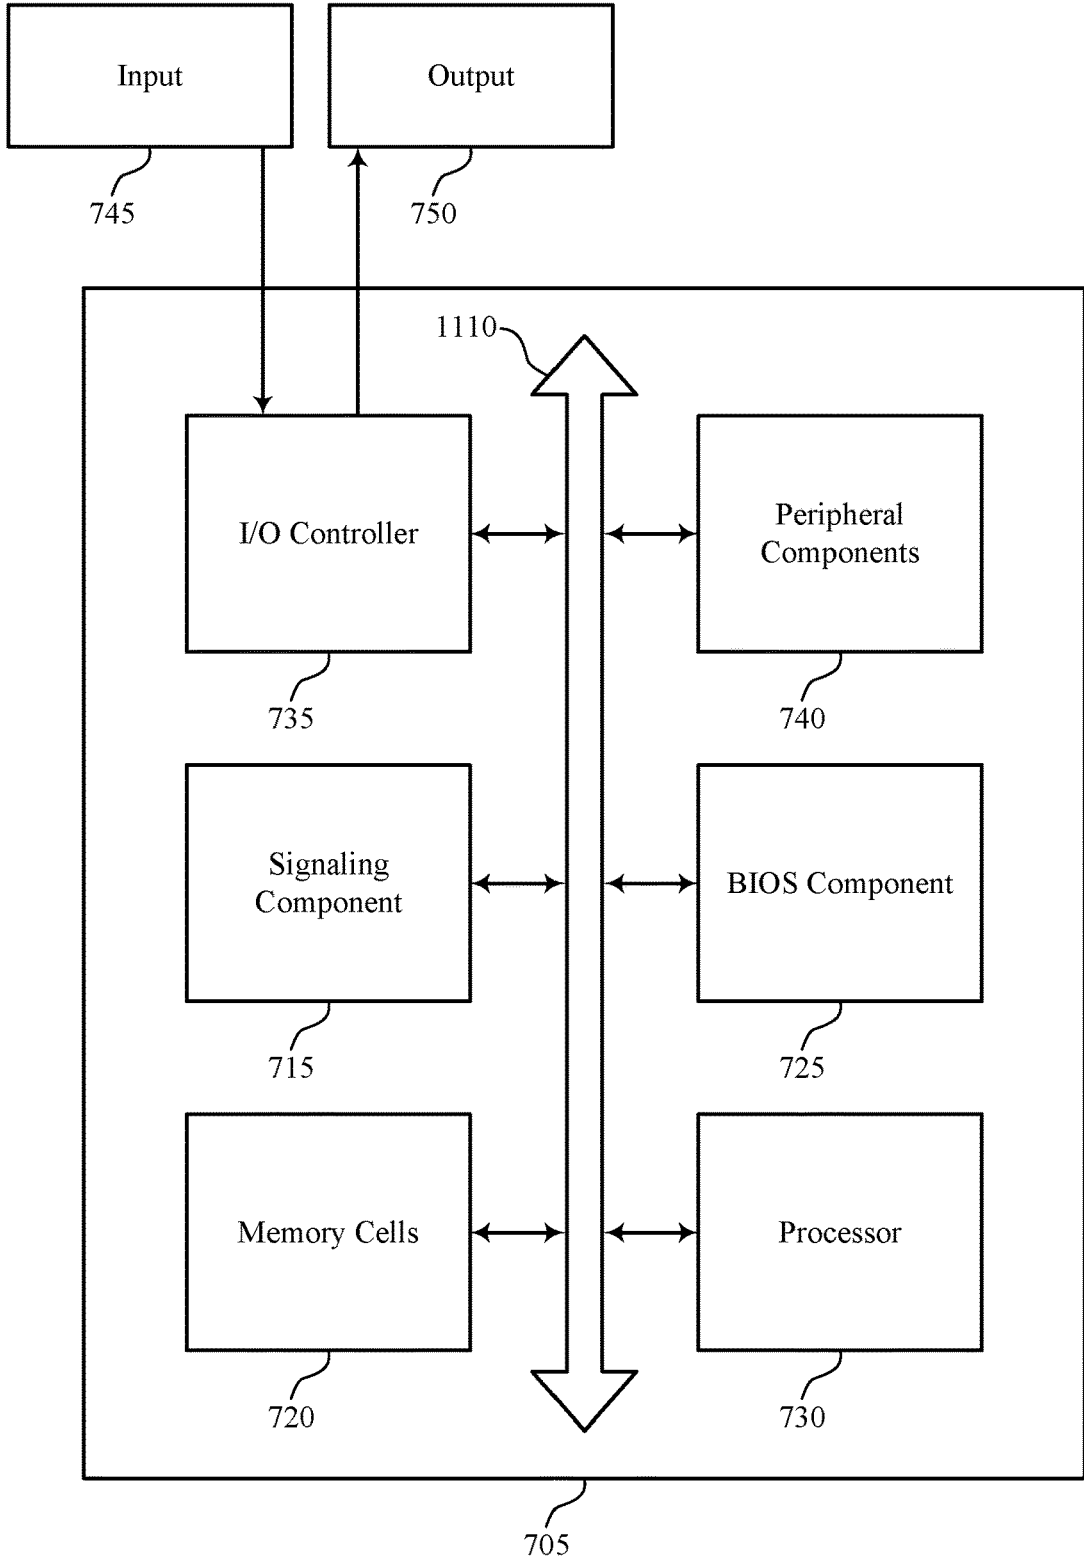 Input
Output
745
750
1110
I/O Controller
Peripheral
Components
735
740
Signaling
Component
BIOS Component
715
725
Memory Cells
Processor
720
730
705